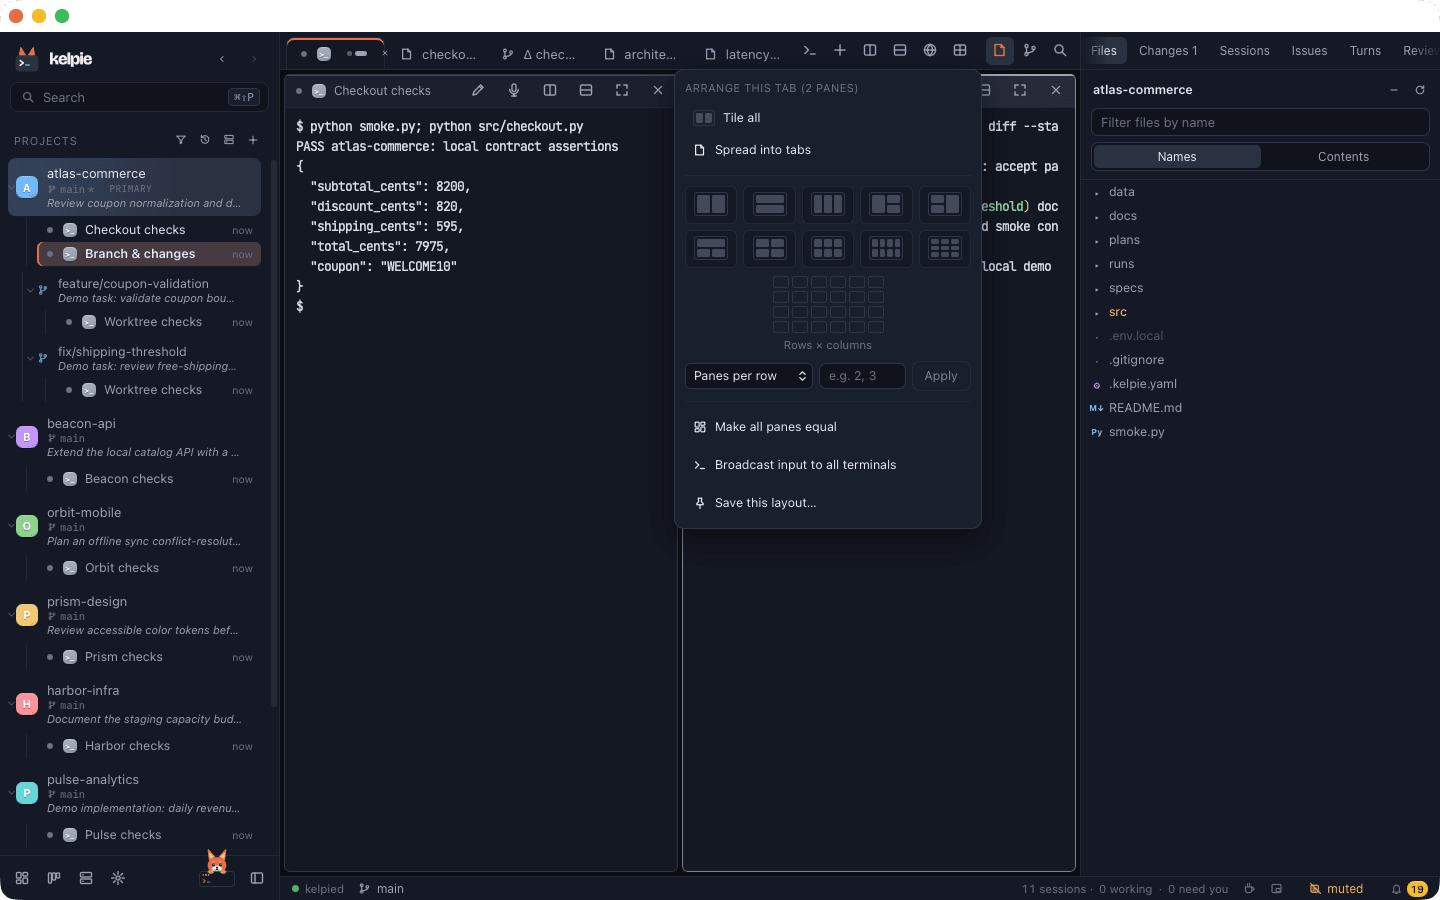 kelpie
Search
⌘⇧P
PROJECTS
A
atlas-commerce
main * PRIMARY
Review coupon normalization and d...
Checkout checks now
Branch & changes now
feature/coupon-validation
Demo task: validate coupon bou...
Worktree checks now
fix/shipping-threshold
Demo task: review free-shipping...
Worktree checks now
B
beacon-api
main
Extend the local catalog API with a ...
Beacon checks now
O
orbit-mobile
main
Plan an offline sync conflict-resolut...
Orbit checks now
P
prism-design
main
Review accessible color tokens bef...
Prism checks now
H
harbor-infra
main
Document the staging capacity bud...
Harbor checks now
P
pulse-analytics
main
Demo implementation: daily revenu...
Pulse checks now
checko...
Δ chec...
archite...
latency...
Checkout checks
$ python smoke.py; python src/checkout.py
PASS atlas-commerce: local contract assertions
{
"subtotal_cents": 8200,
"discount_cents": 820,
"shipping_cents": 595,
"total_cents": 7975,
"coupon": "WELCOME10"
}
$
ARRANGE THIS TAB (2 PANES)
Tile all
Spread into tabs
Rows × columns
Panes per row
e.g. 2, 3
Apply
Make all panes equal
Broadcast input to all terminals
Save this layout...
diff --sta
: accept pa
eshold) doc
d smoke con
local demo
Files Changes 1 Sessions Issues Turns Revie
atlas-commerce
Filter files by name
Names Contents
data
docs
plans
runs
specs
src
.env.local
.gitignore
.kelpie.yaml
M↓ README.md
Py smoke.py
kelpied main
11 sessions · 0 working · 0 need you
muted
19